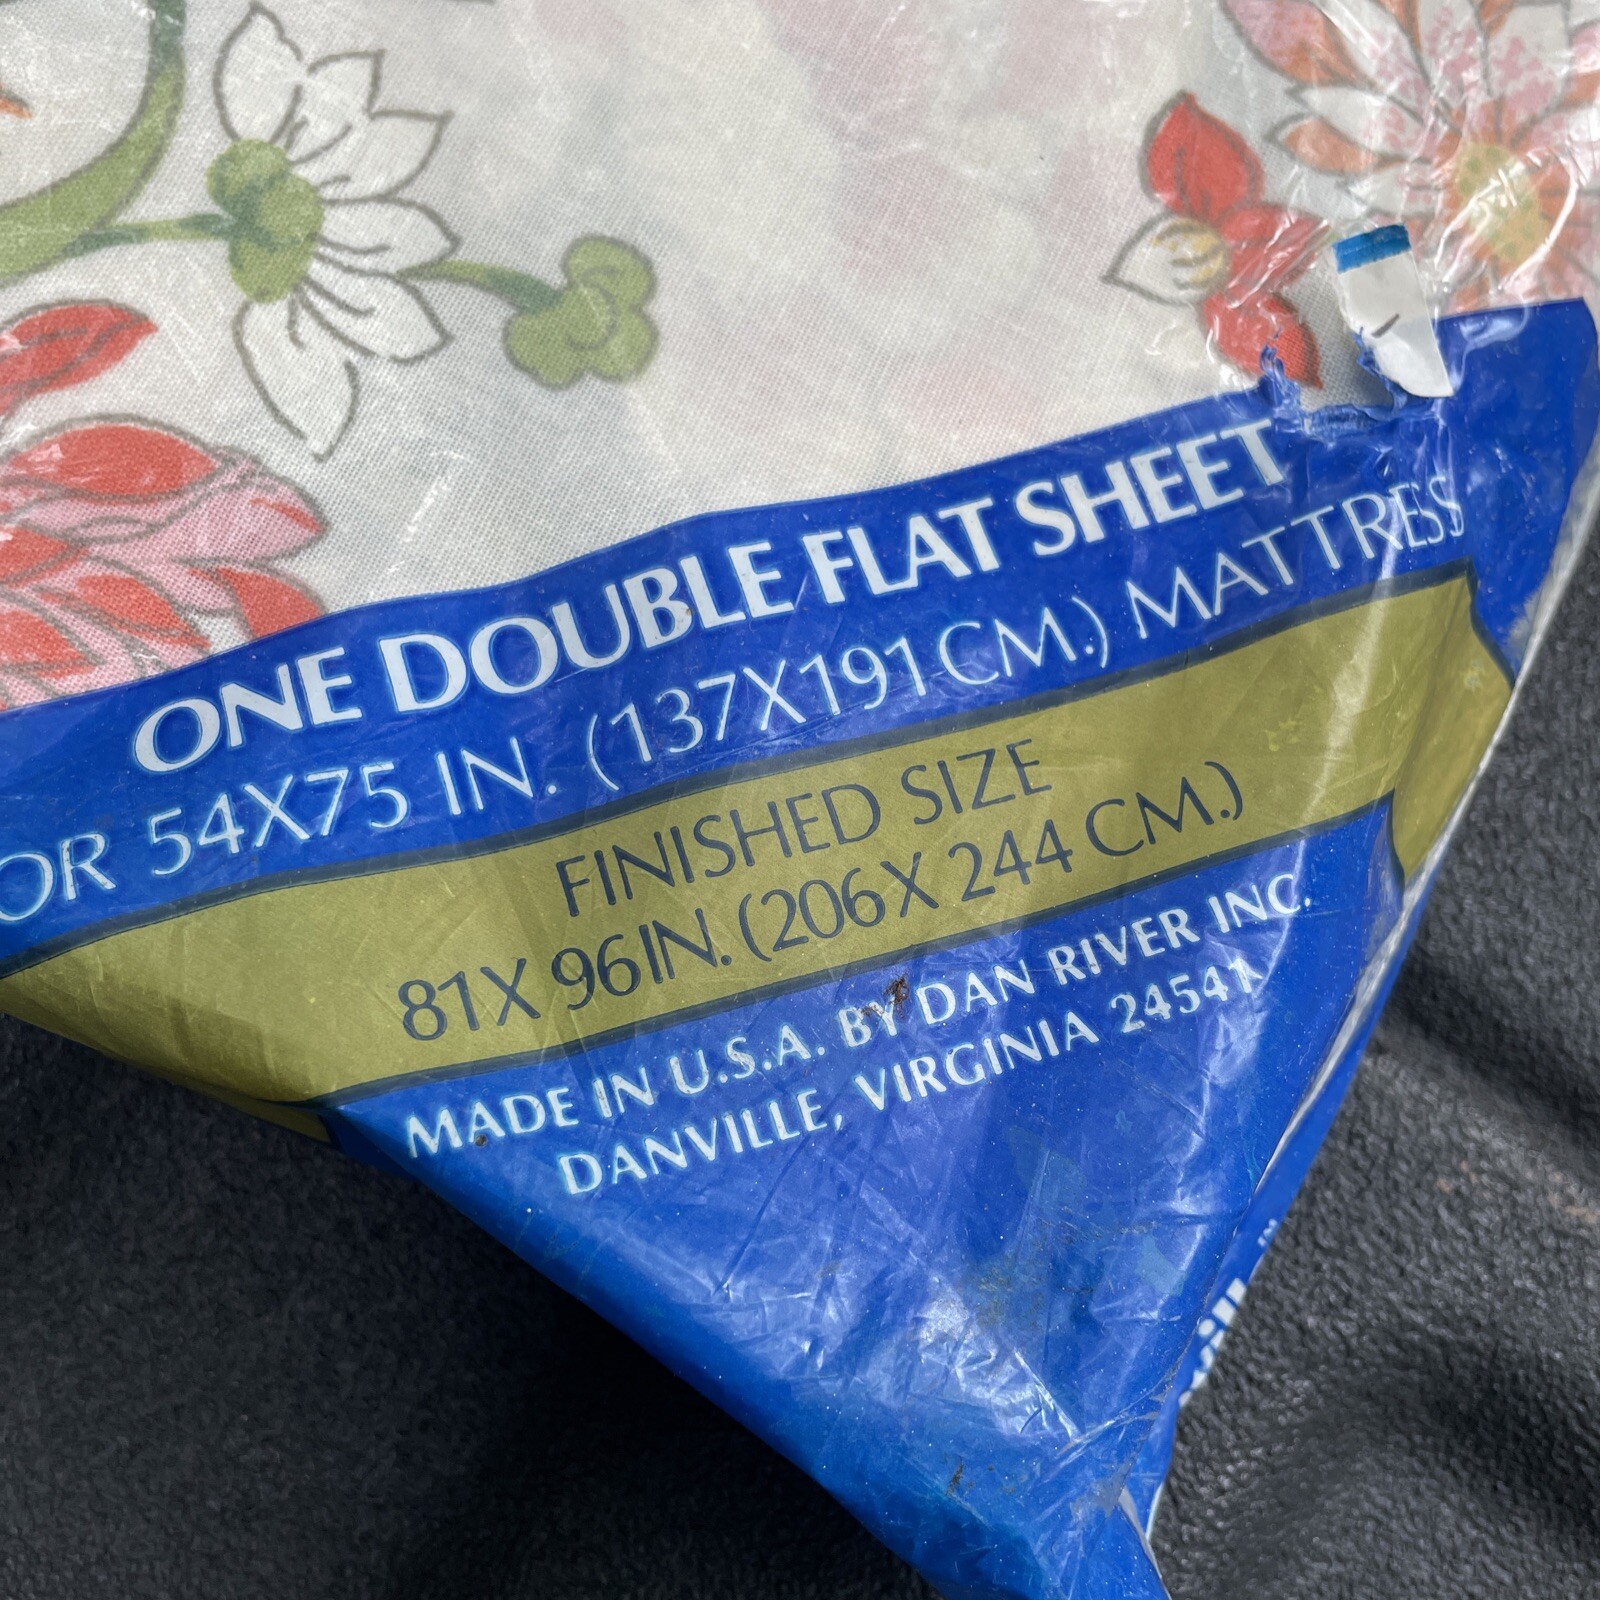 ONE DOUBLE FLAT SHEET
OR 54X75 IN. (137X191 CM.) MATTRESS
FINISHED SIZE
81X 96IN. (206X 244 CM.)
MADE IN U.S.A. BY DAN RIVER INC.
DANVILLE, VIRGINIA 24541